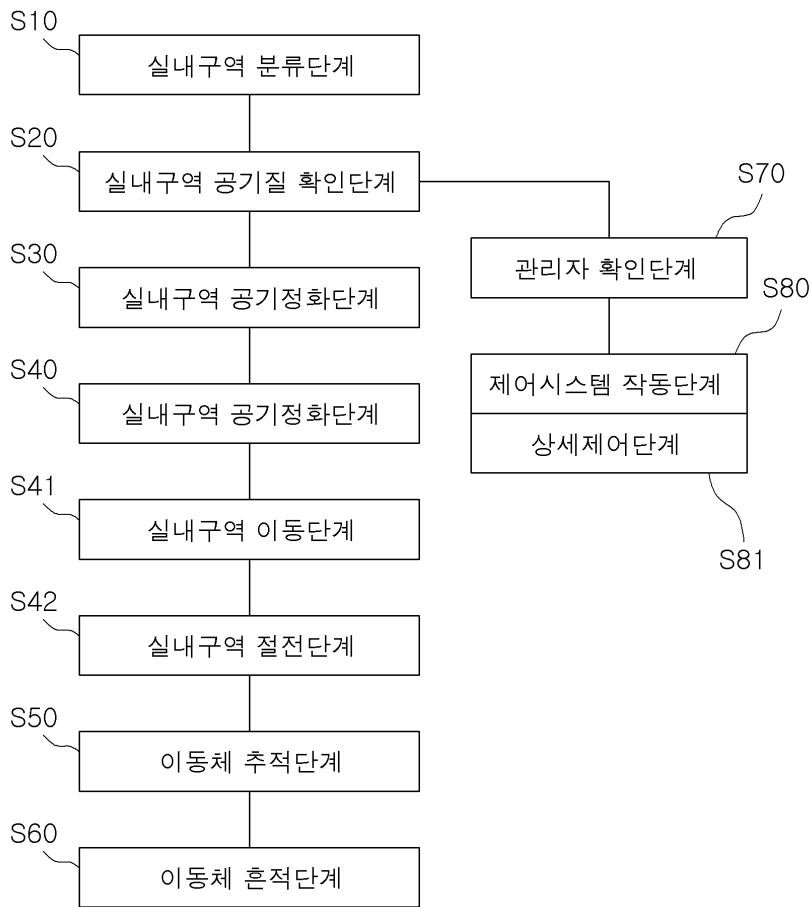 S10
실내구역 분류단계
S20
실내구역 공기질 확인단계
S30
실내구역 공기정화단계
S40
실내구역 공기정화단계
S41
실내구역 이동단계
S42
실내구역 절전단계
S50
이동체 추적단계
S60
이동체 흔적단계
S70
관리자 확인단계
S80
제어시스템 작동단계
상세제어단계
S81